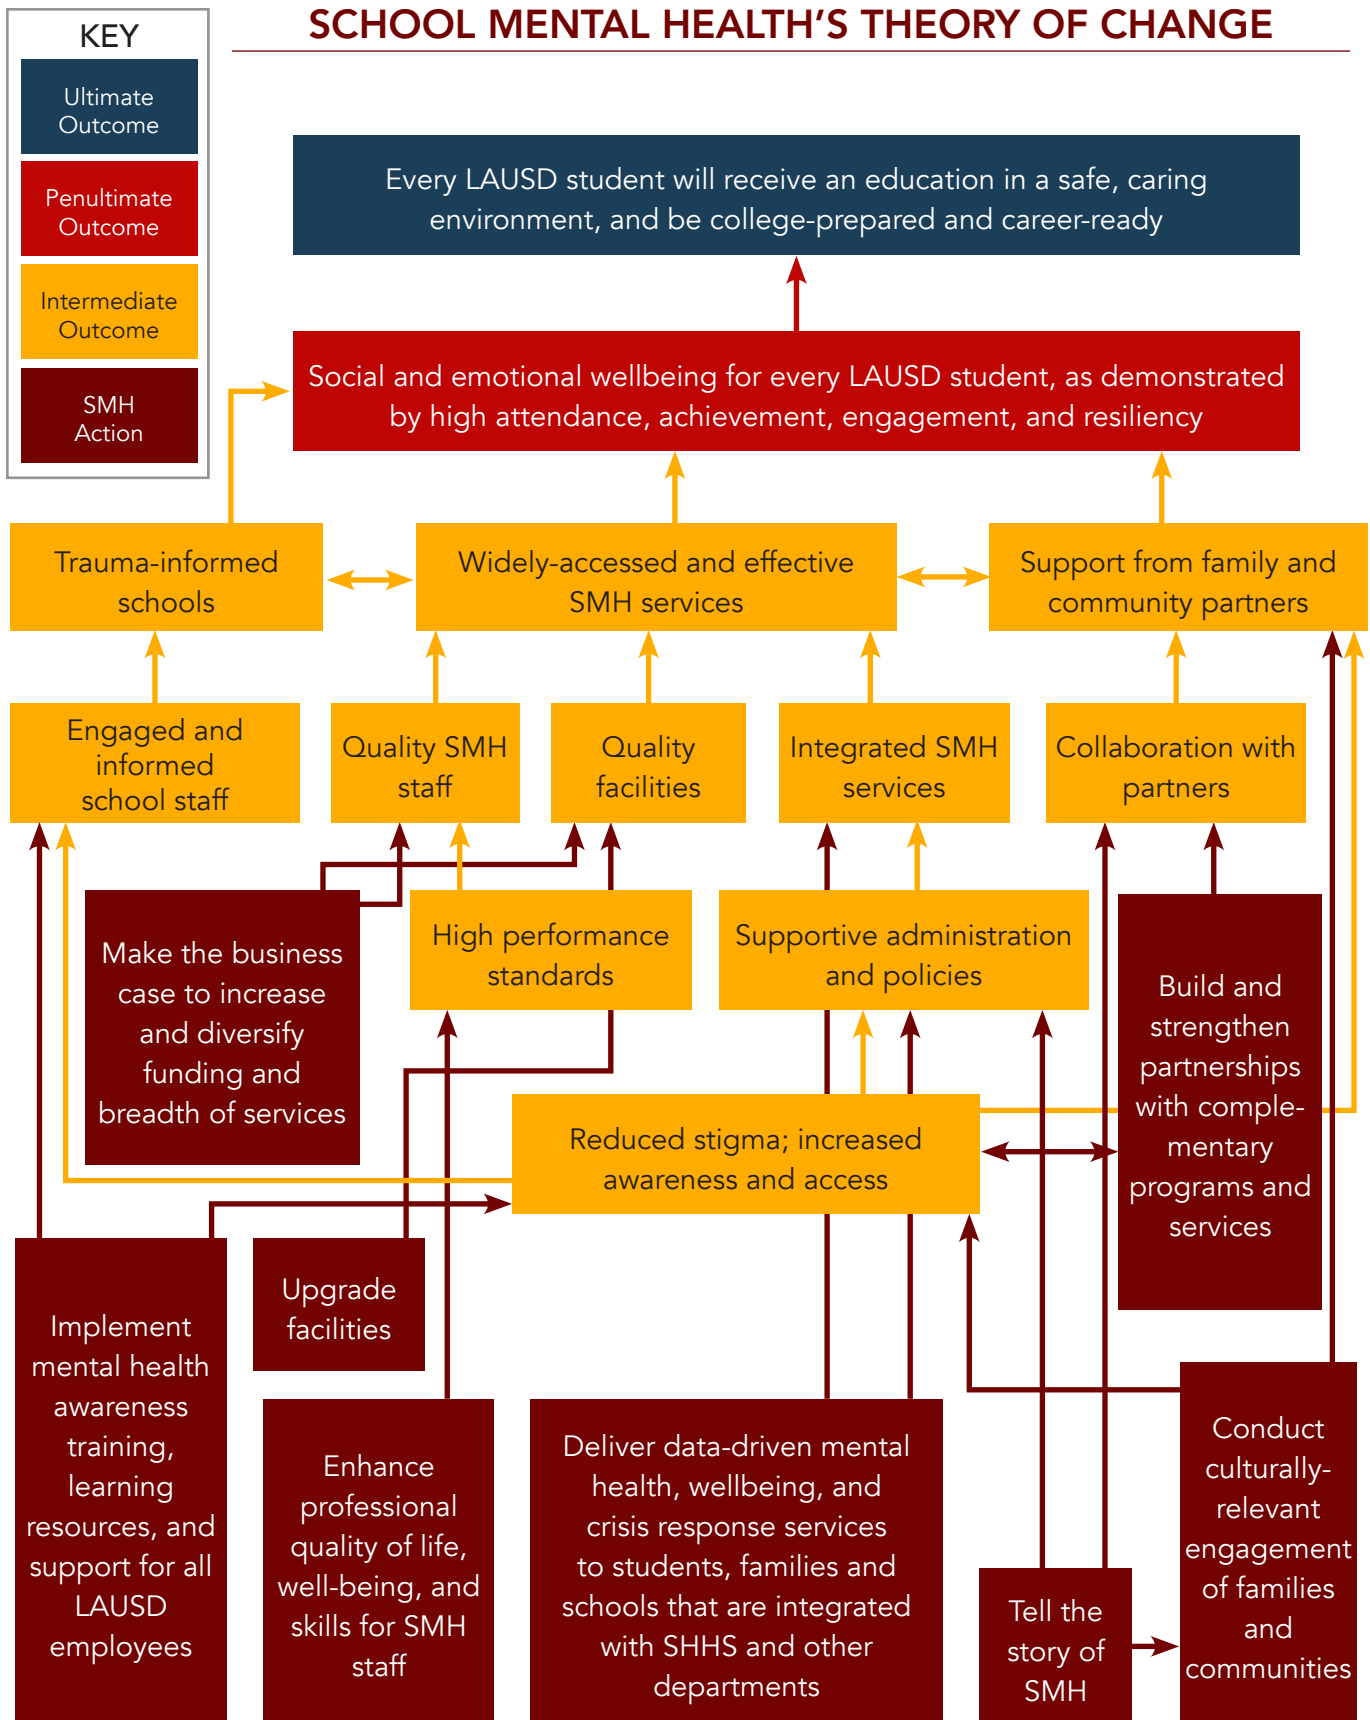 SCHOOL MENTAL HEALTH'S THEORY OF CHANGE
KEY
Ultimate
Outcome
Penultimate
Outcome
Intermediate
Outcome
SMH
Action
Every LAUSD student will receive an education in a safe, caring
environment, and be college-prepared and career-ready
Social and emotional wellbeing for every LAUSD student, as demonstrated
by high attendance, achievement, engagement, and resiliency
Trauma-informed
schools
Widely-accessed and effective
SMH services
Support from family and
community partners
Engaged and
informed
school staff
Quality SMH
staff
Quality
facilities
Integrated SMH
services
Collaboration with
partners
Make the business
case to increase
and diversify
funding and
breadth of services
High performance
standards
Supportive administration
and policies
Build and
strengthen
partnerships
with comple-
mentary
programs and
services
Reduced stigma; increased
awareness and access
Implement
mental health
awareness
training,
learning
resources, and
support for all
LAUSD
employees
Upgrade
facilities
Enhance
professional
quality of life,
well-being, and
skills for SMH
staff
Deliver data-driven mental
health, wellbeing, and
crisis response services
to students, families and
schools that are integrated
with SHHS and other
departments
Tell the
story of
SMH
Conduct
culturally-
relevant
engagement
of families
and
communities